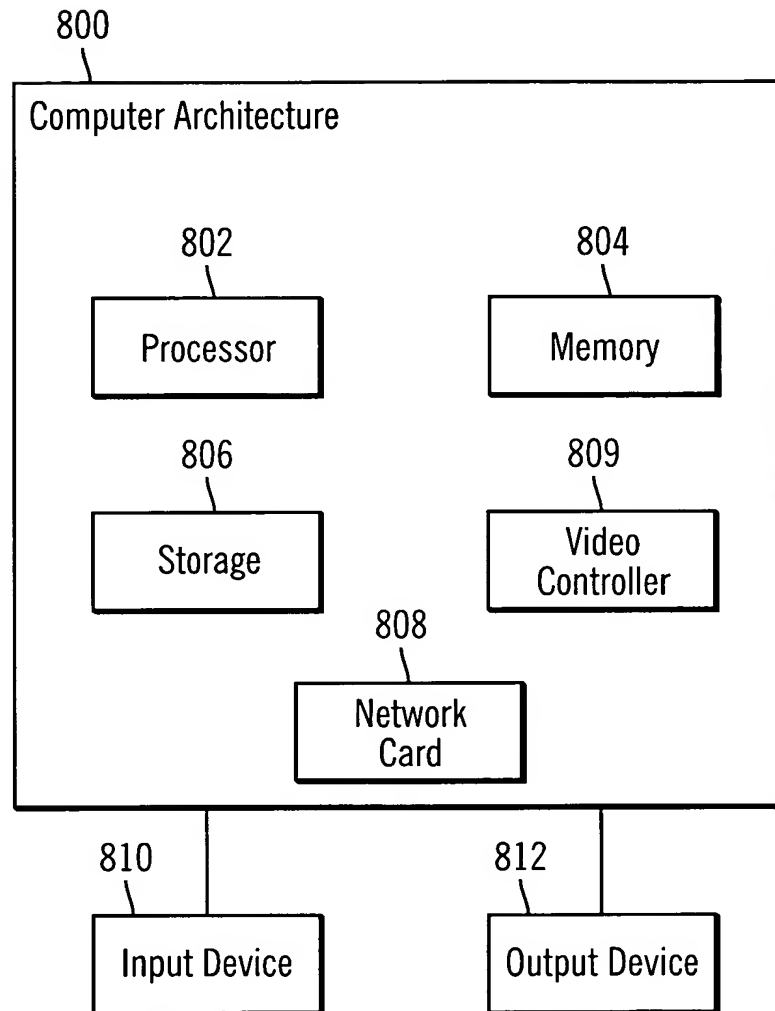 800
Computer Architecture
802
804
Processor
Memory
806
809
Storage
Video
Controller
808
Network
Card
810
812
Input Device
Output Device